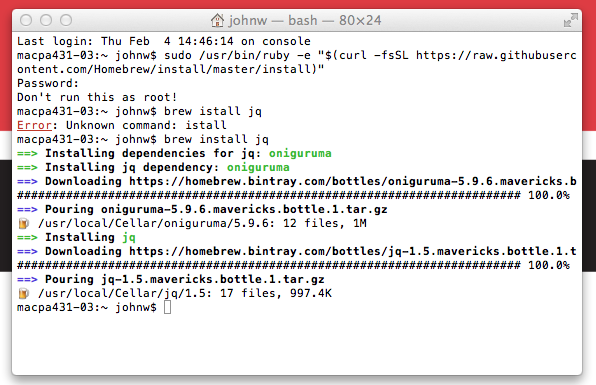 johnw — bash — 80×24
Last login: Thu Feb  4 14:46:14 on console
macpa431-03:~ johnw$ sudo /usr/bin/ruby -e "$(curl -fsSL https://raw.githubuserc
ontent.com/Homebrew/install/master/install)"
Password:
Don't run this as root!
macpa431-03:~ johnw$ brew istall jq
Error: Unknown command: istall
macpa431-03:~ johnw$ brew install jq
==> Installing dependencies for jq: oniguruma
==> Installing jq dependency: oniguruma
==> Downloading https://homebrew.bintray.com/bottles/oniguruma-5.9.6.mavericks.b
######################################################################## 100.0%
==> Pouring oniguruma-5.9.6.mavericks.bottle.1.tar.gz
🍺 /usr/local/Cellar/oniguruma/5.9.6: 12 files, 1M
==> Installing jq
==> Downloading https://homebrew.bintray.com/bottles/jq-1.5.mavericks.bottle.1.t
######################################################################## 100.0%
==> Pouring jq-1.5.mavericks.bottle.1.tar.gz
🍺 /usr/local/Cellar/jq/1.5: 17 files, 997.4K
macpa431-03:~ johnw$